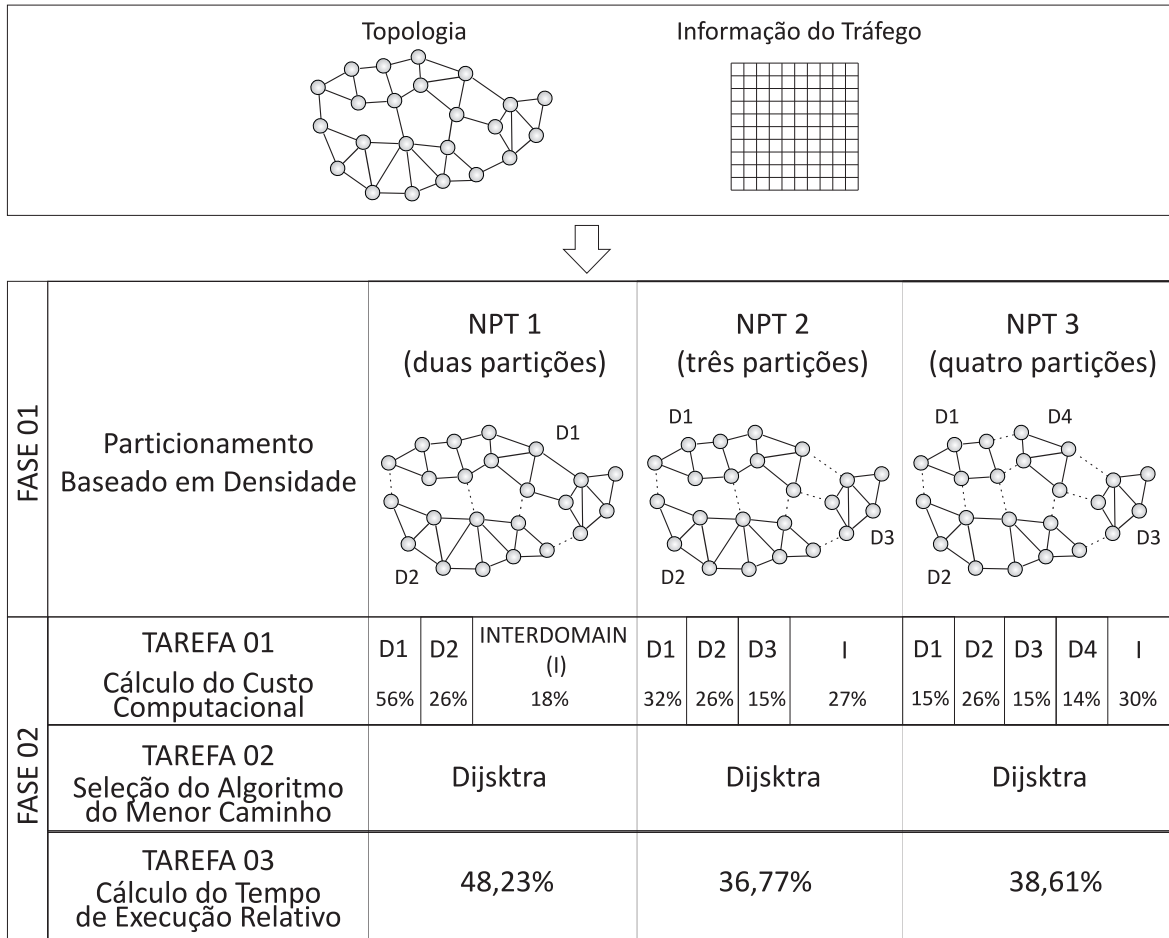 Topologia
Informação do Tráfego
FASE 01
Particionamento
Baseado em Densidade
NPT 1
(duas partições)
D1
D2
NPT 2
(três partições)
D1
D2
D3
NPT 3
(quatro partições)
D1
D4
D2
D3
FASE 02
TAREFA 01
Cálculo do Custo
Computacional
D1
56%
D2
26%
INTERDOMAIN
(I)
18%
D1
32%
D2
26%
D3
15%
I
27%
D1
15%
D2
26%
D3
15%
D4
14%
I
30%
TAREFA 02
Seleção do Algoritmo
do Menor Caminho
Dijsktra
Dijsktra
Dijsktra
TAREFA 03
Cálculo do Tempo
de Execução Relativo
48,23%
36,77%
38,61%